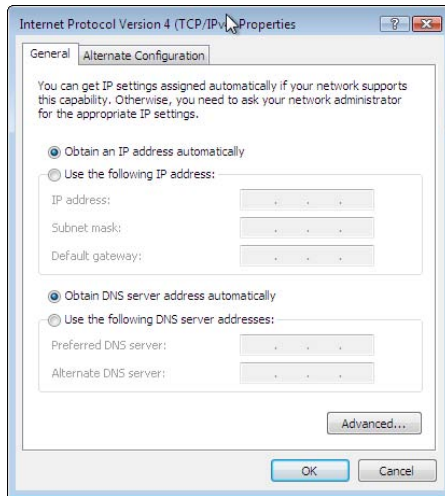 Internet Protocol Version 4 (TCP/IPv Properties
General
Alternate Configuration
You can get IP settings assigned automatically if your network supports
this capability. Otherwise, you need to ask your network administrator
for the appropriate IP settings.
Obtain an IP address automatically
Use the following IP address:
IP address:
Subnet mask:
Default gateway:
Obtain DNS server address automatically
Use the following DNS server addresses:
Preferred DNS server:
Alternate DNS server:
Advanced...
OK
Cancel